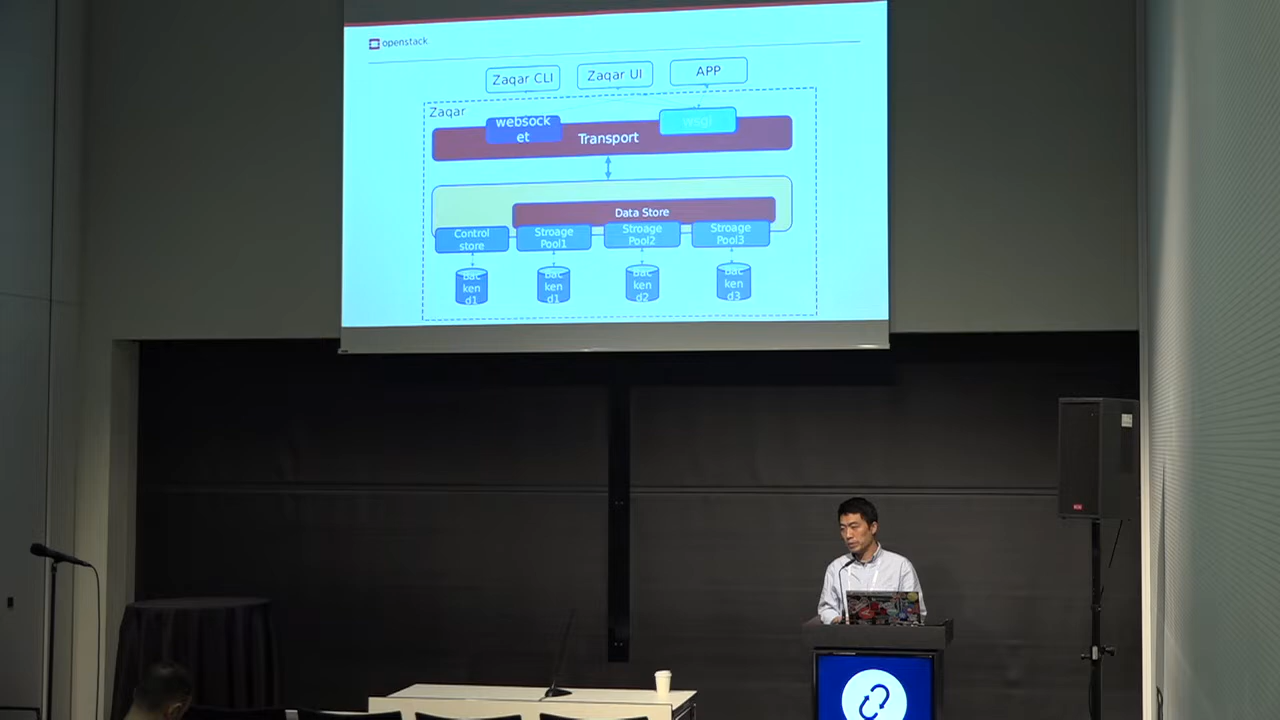 openstack
Zaqar CLI
Zaqar UI
APP
Zaqar
websock
et
wsgi
Transport
Data Store
Control
store
Stroage
Pool1
Stroage
Pool2
Stroage
Pool3
bac
ken
d1
bac
ken
d1
bac
ken
d2
bac
ken
d3